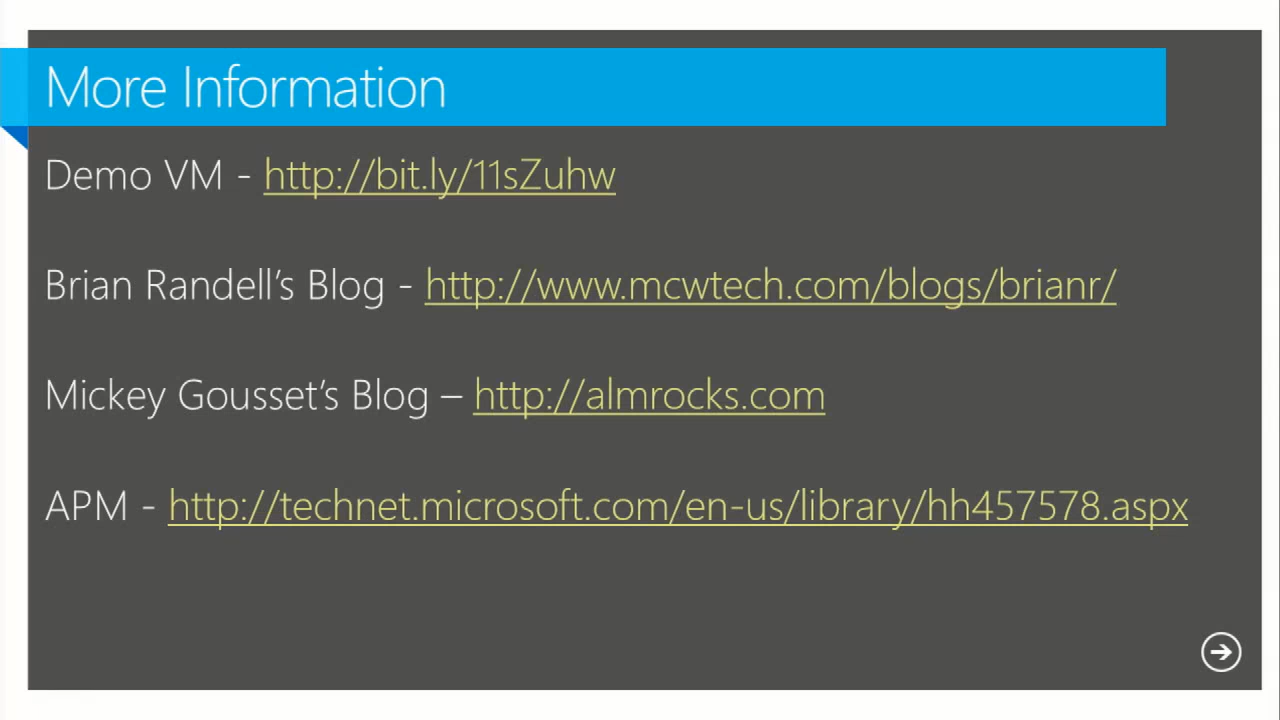 More Information
Demo VM - http://bit.ly/11sZuhw
Brian Randell's Blog - http://www.mcwtech.com/blogs/brianr/
Mickey Gousset's Blog – http://almrocks.com
APM - http://technet.microsoft.com/en-us/library/hh457578.aspx